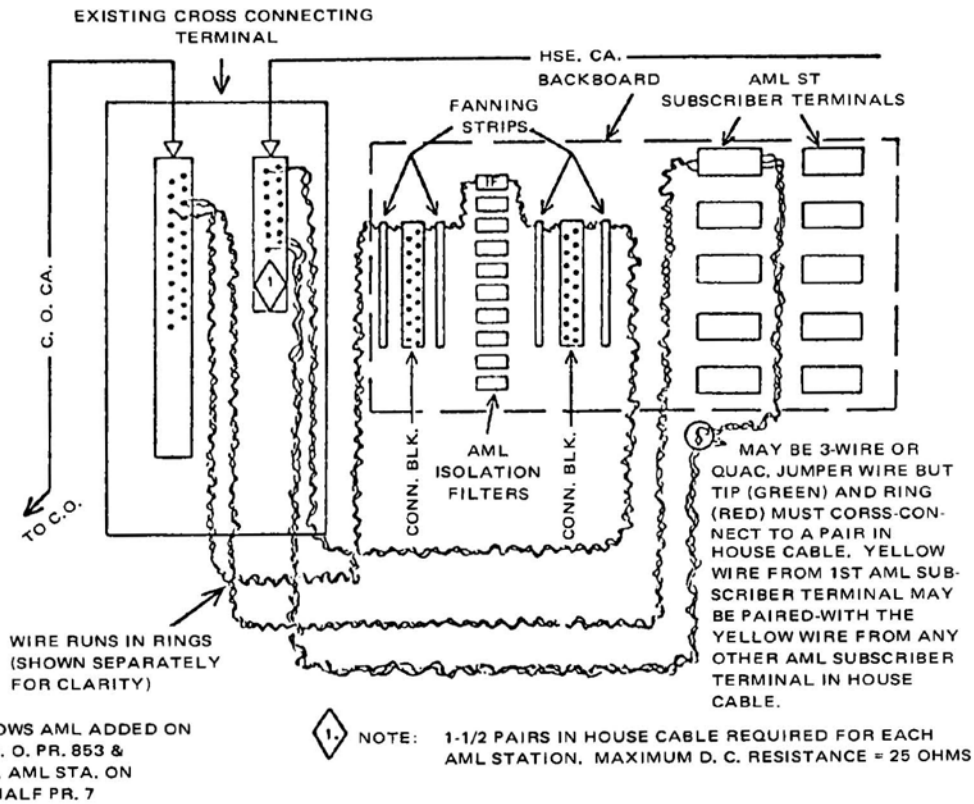 EXISTING CROSS CONNECTING
TERMINAL
HSE. CA.
BACKBOARD
AML ST
SUBSCRIBER TERMINALS
FANNING
STRIPS
IF
1
C. O. CA.
TO C.O.
CONN. BLK.
AML
ISOLATION
FILTERS
CONN. BLK.
MAY BE 3-WIRE OR
QUAC. JUMPER WIRE BUT
TIP (GREEN) AND RING
(RED) MUST CORSS-CON-
NECT TO A PAIR IN
HOUSE CABLE. YELLOW
WIRE FROM 1ST AML SUB-
SCRIBER TERMINAL MAY
BE PAIRED-WITH THE
YELLOW WIRE FROM ANY
OTHER AML SUBSCRIBER
TERMINAL IN HOUSE
CABLE.
WIRE RUNS IN RINGS
(SHOWN SEPARATELY
FOR CLARITY)
OWS AML ADDED ON
. O. PR. 853 &
AML STA. ON
HALF PR. 7
1. NOTE: 1-1/2 PAIRS IN HOUSE CABLE REQUIRED FOR EACH
AML STATION. MAXIMUM D. C. RESISTANCE = 25 OHMS